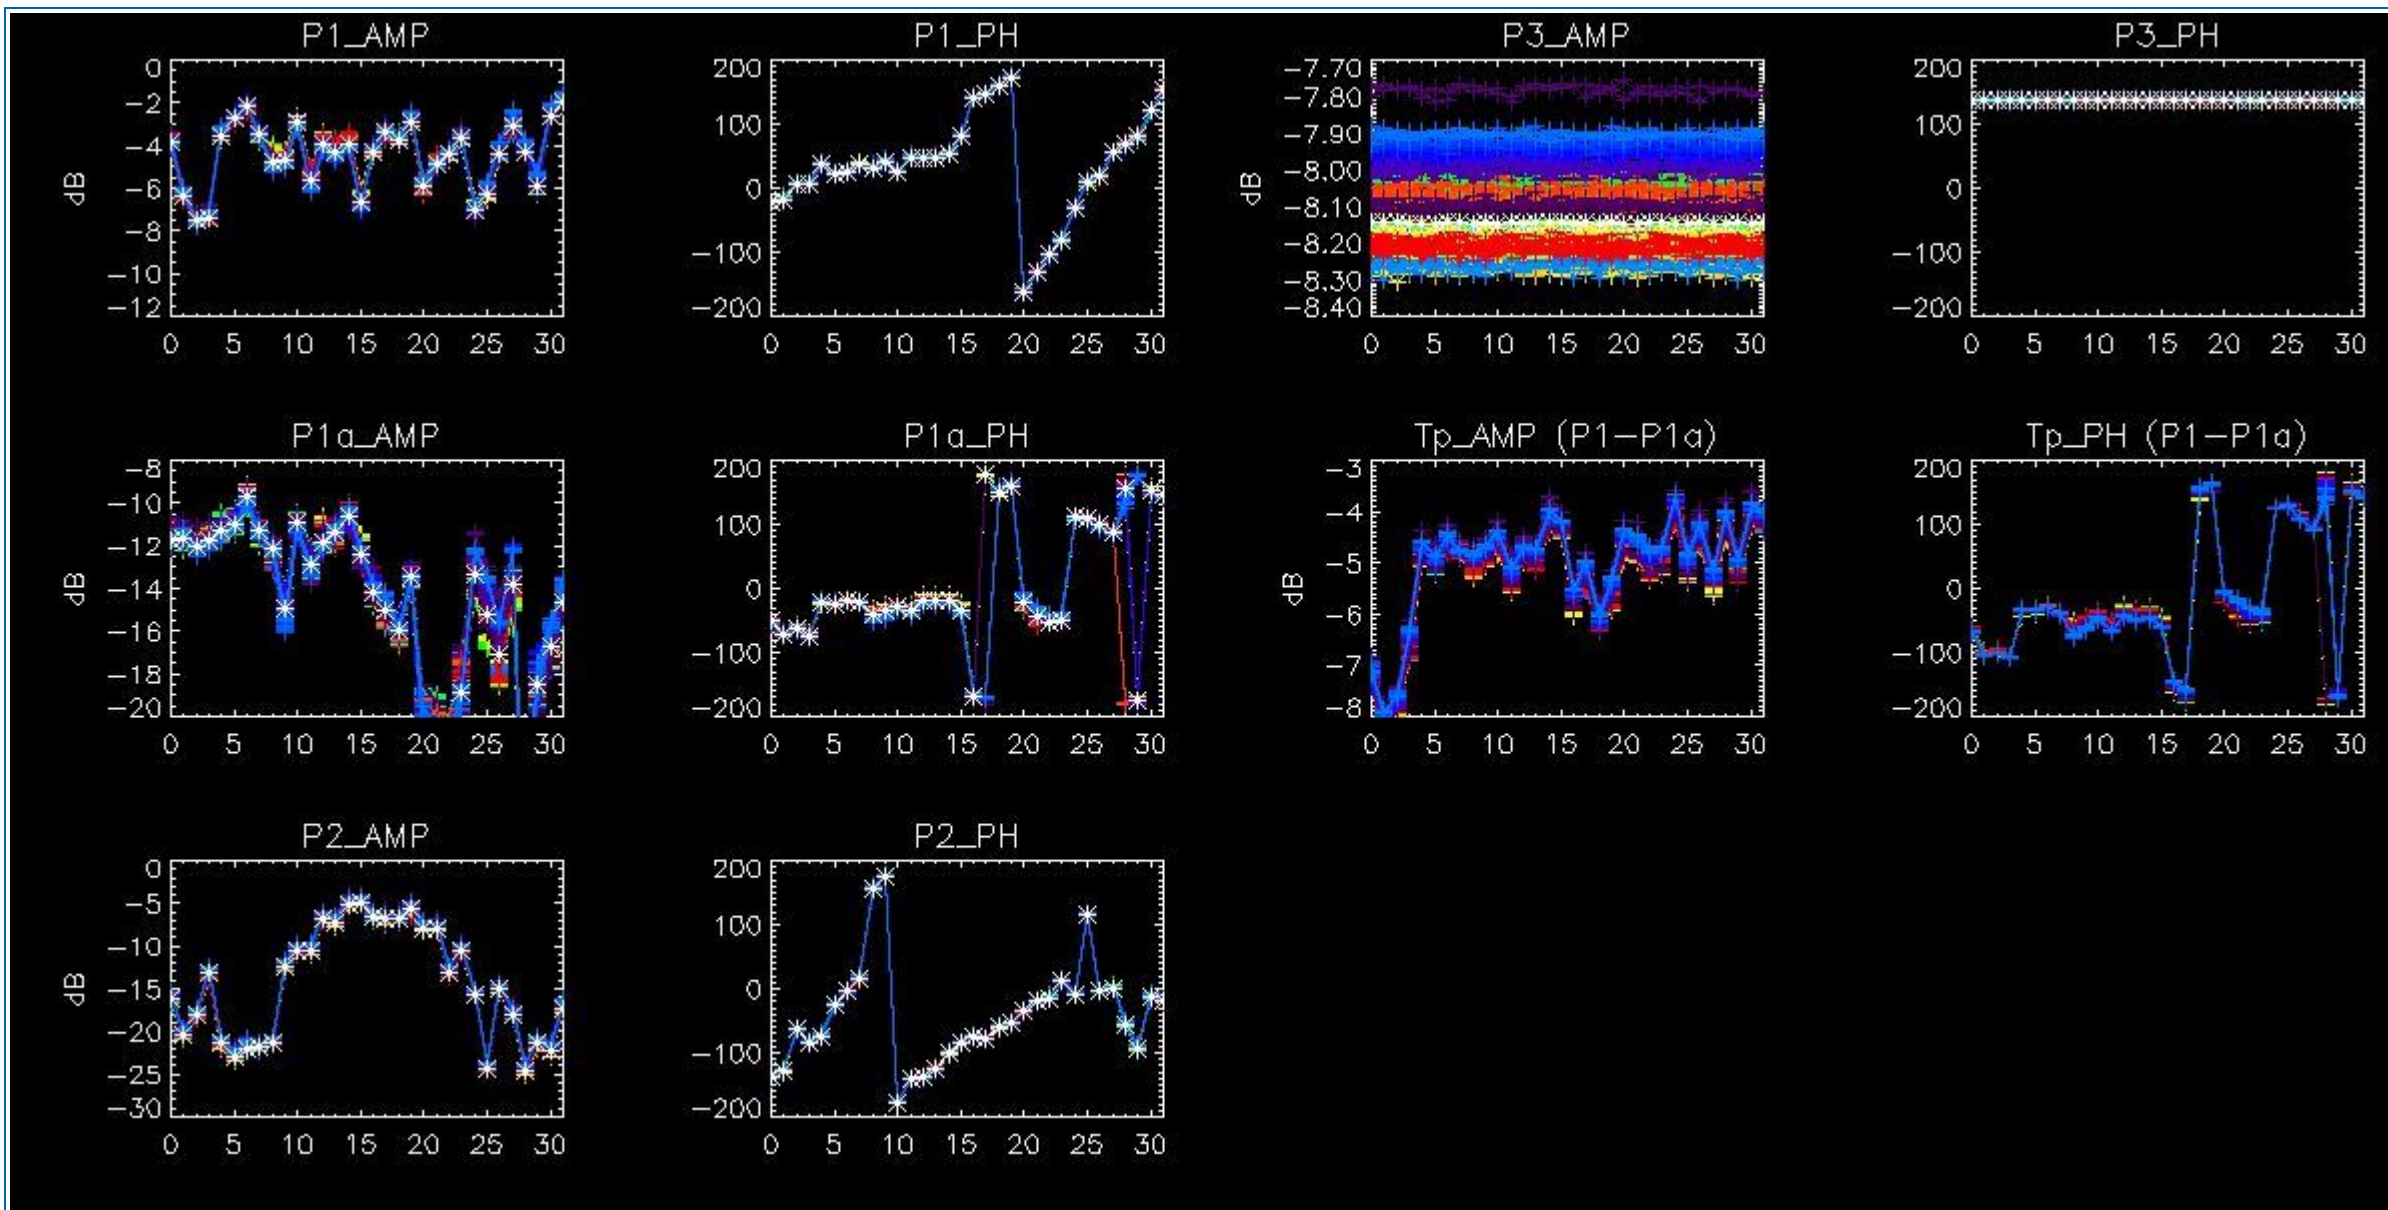 P1_AMP
0
−2
−4
−6
−8
−10
−12
dB
0 5 10 15 20 25 30
P1_PH
200
100
0
−100
−200
0 5 10 15 20 25 30
P3_AMP
−7.70
−7.80
−7.90
−8.00
−8.10
−8.20
−8.30
−8.40
dB
0 5 10 15 20 25 30
P3_PH
200
100
0
−100
−200
0 5 10 15 20 25 30
P1a_AMP
−8
−10
−12
−14
−16
−18
−20
dB
0 5 10 15 20 25 30
P1a_PH
200
100
0
−100
−200
0 5 10 15 20 25 30
Tp_AMP (P1−P1a)
−3
−4
−5
−6
−7
−8
dB
0 5 10 15 20 25 30
Tp_PH (P1−P1a)
200
100
0
−100
−200
0 5 10 15 20 25 30
P2_AMP
0
−5
−10
−15
−20
−25
−30
dB
0 5 10 15 20 25 30
P2_PH
200
100
0
−100
−200
0 5 10 15 20 25 30